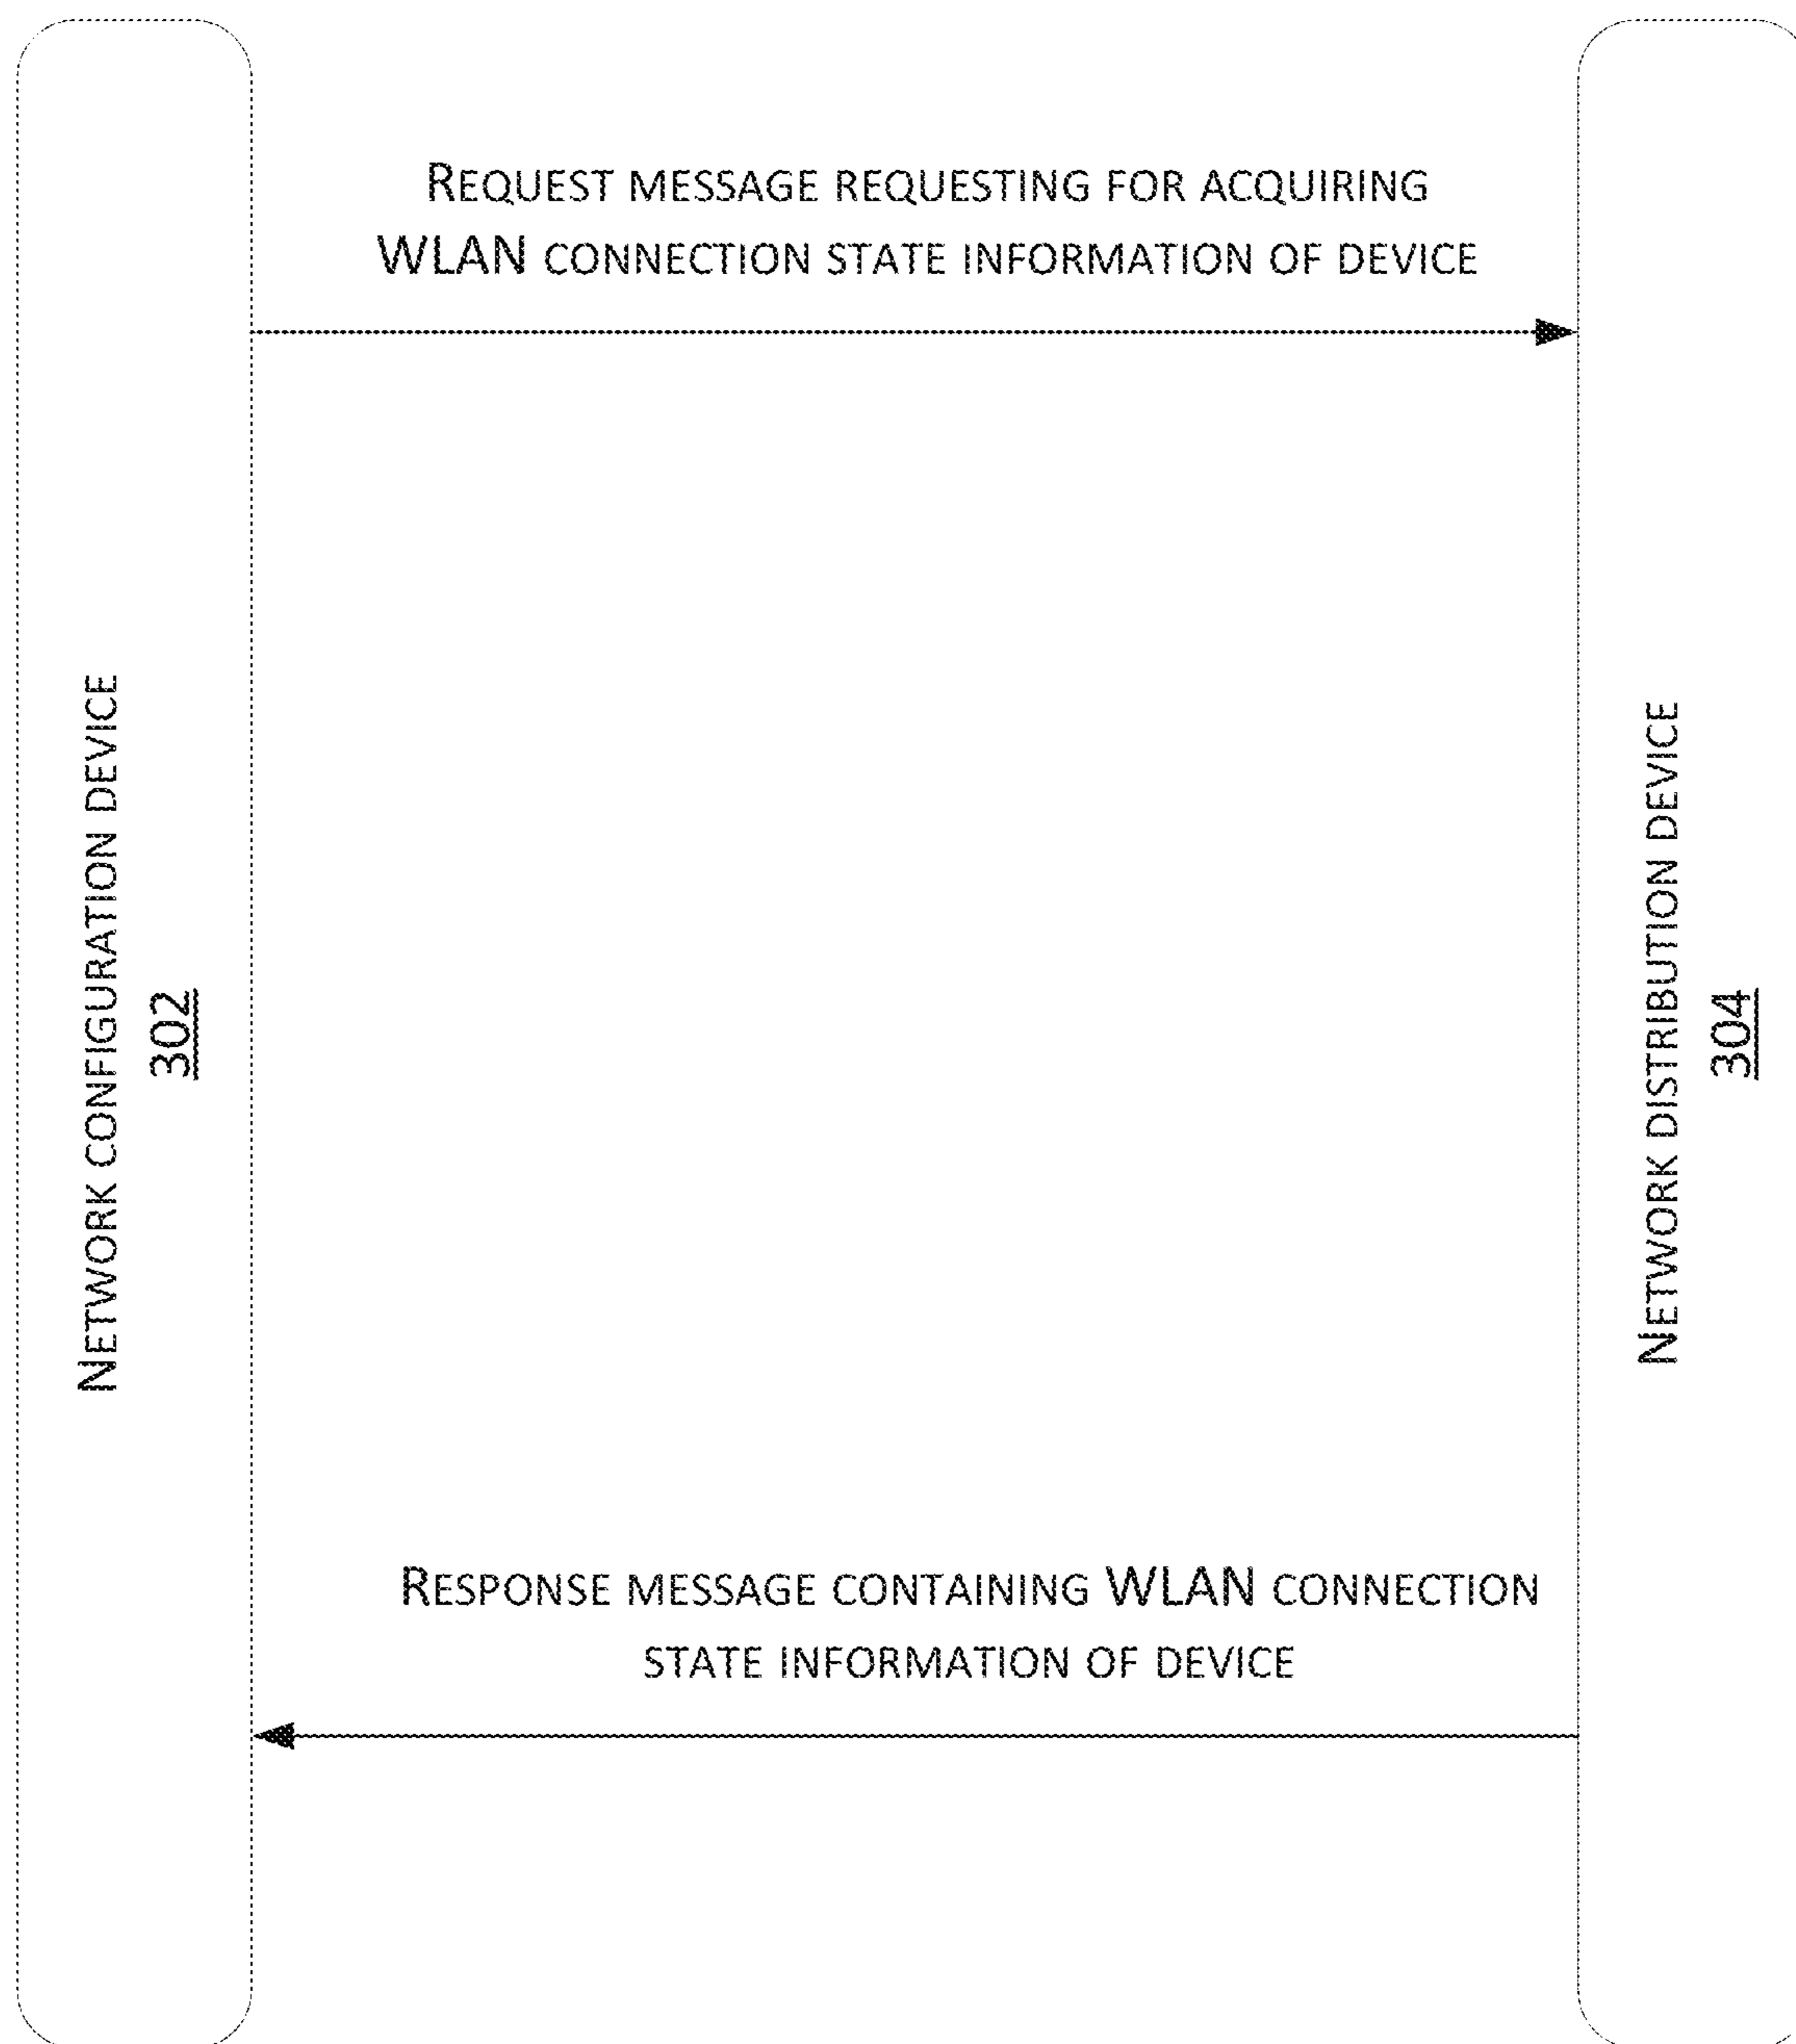 Request message requesting for acquiring
WLAN connection state information of device
Network configuration device
302
Network distribution device
304
Response message containing WLAN connection
state information of device